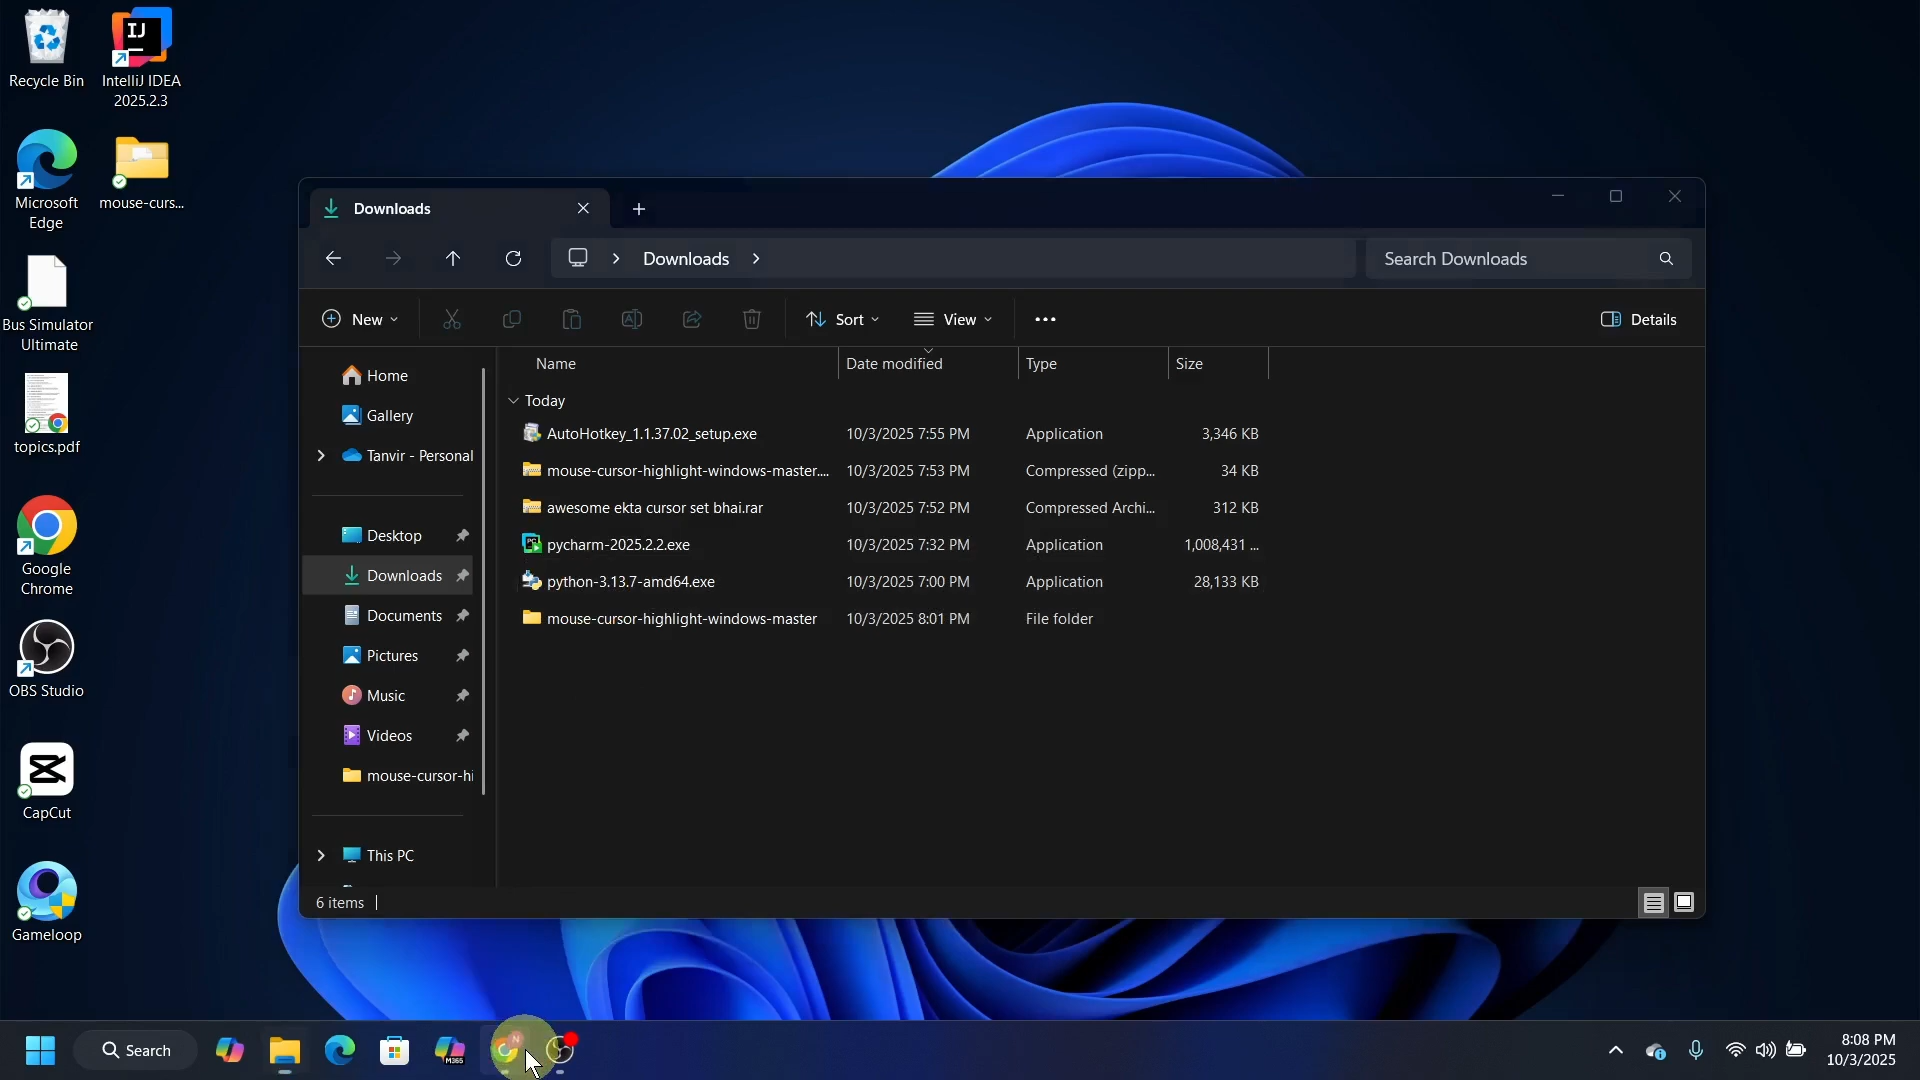 Recycle Bin
IntelliJ IDEA
2025.2.3
Microsoft
Edge
mouse-curs...
Bus Simulator
Ultimate
topics.pdf
Google
Chrome
OBS Studio
CapCut
Gameloop
Downloads
Downloads
Search Downloads
New
Sort
View
Details
Home
Gallery
Tanvir - Personal
Desktop
Downloads
Documents
Pictures
Music
Videos
mouse-cursor-hi
This PC
Name Date modified Type Size
Today
AutoHotkey_1.1.37.02_setup.exe 10/3/2025 7:55 PM Application 3,346 KB
mouse-cursor-highlight-windows-master.... 10/3/2025 7:53 PM Compressed (zipp... 34 KB
awesome ekta cursor set bhai.rar 10/3/2025 7:52 PM Compressed Archi... 312 KB
pycharm-2025.2.2.exe 10/3/2025 7:32 PM Application 1,008,431 ...
python-3.13.7-amd64.exe 10/3/2025 7:00 PM Application 28,133 KB
mouse-cursor-highlight-windows-master 10/3/2025 8:01 PM File folder
6 items
Search
M365
N
8:08 PM
10/3/2025